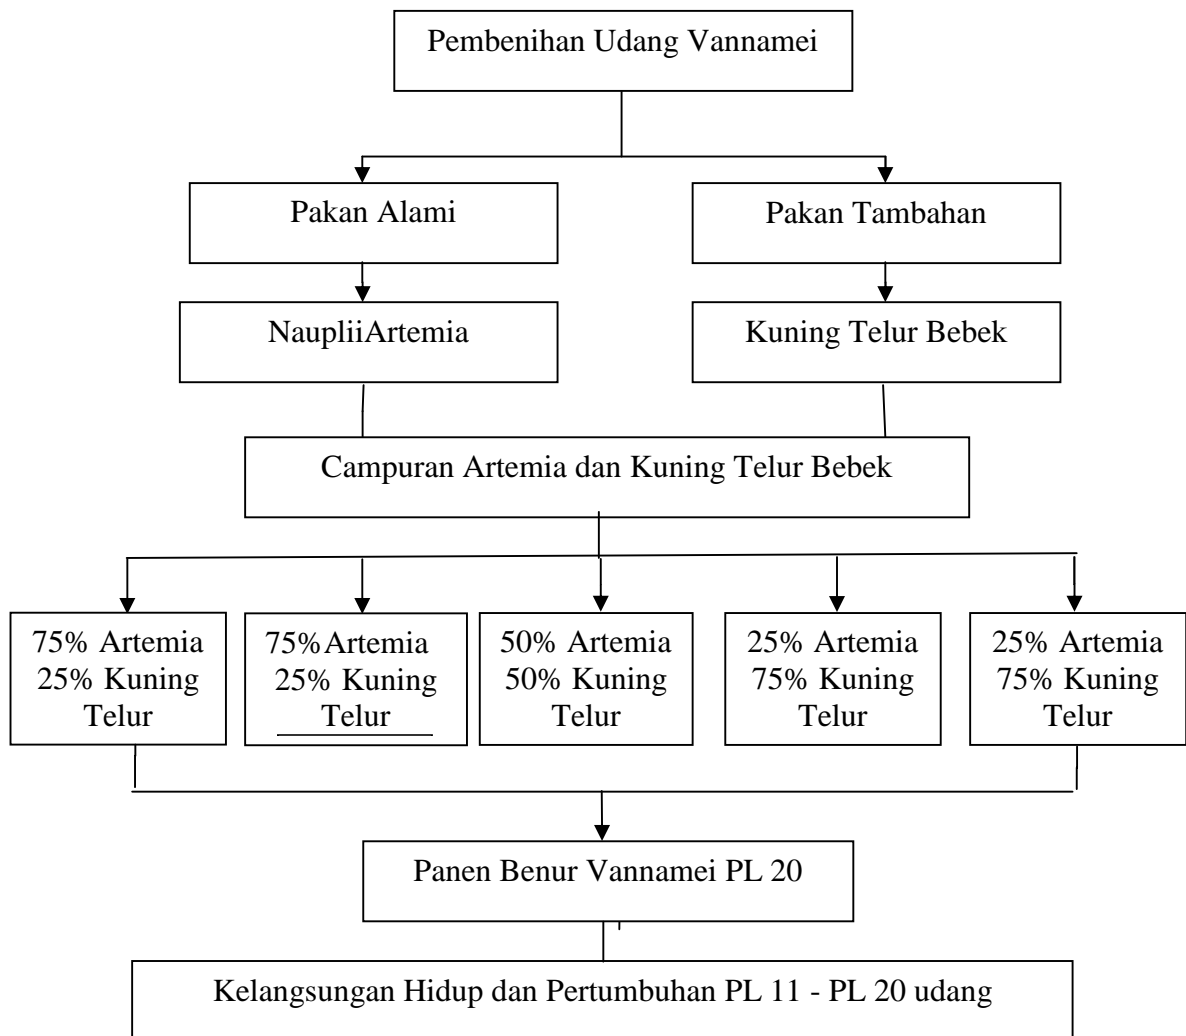 Pembenihan Udang Vannamei
Pakan Alami
Pakan Tambahan
NaupliiArtemia
Kuning Telur Bebek
Campuran Artemia dan Kuning Telur Bebek
75% Artemia
25% Kuning
Telur
75%Artemia
25% Kuning
Telur
50% Artemia
50% Kuning
Telur
25% Artemia
75% Kuning
Telur
25% Artemia
75% Kuning
Telur
Panen Benur Vannamei PL 20
Kelangsungan Hidup dan Pertumbuhan PL 11 - PL 20 udang